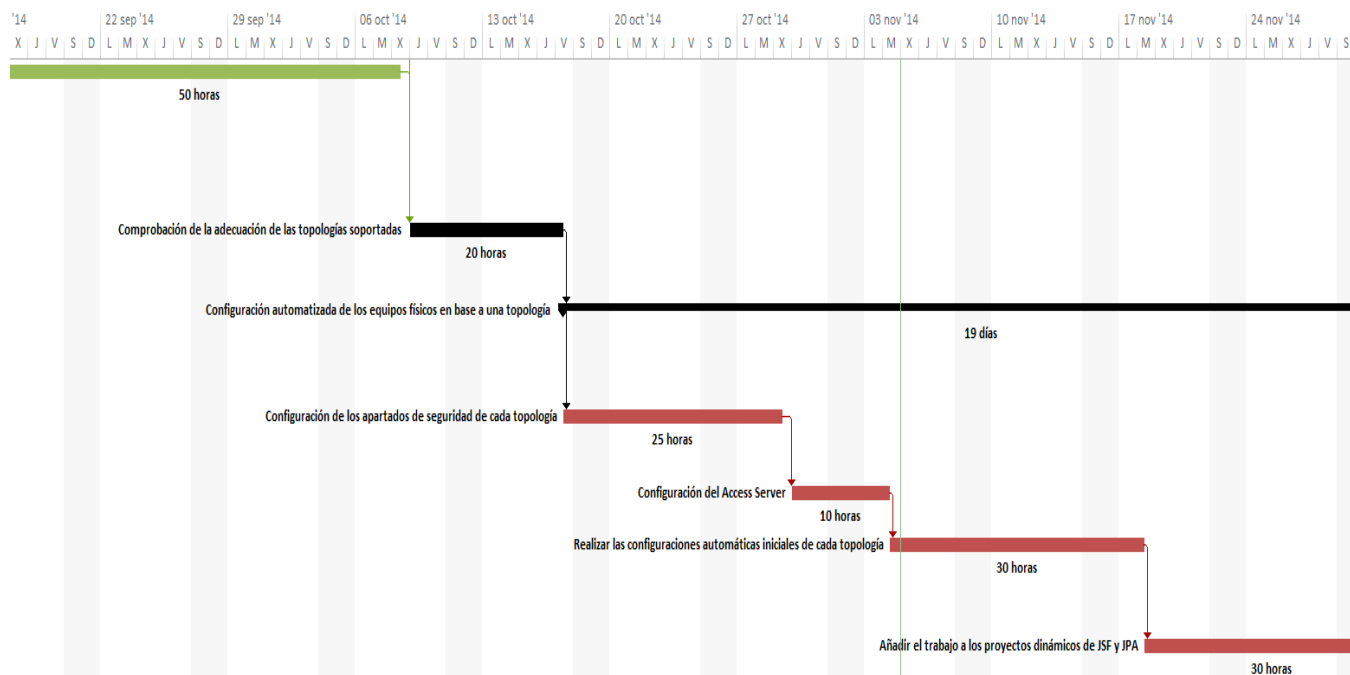 '14 22 sep '14 29 sep '14 06 oct '14 13 oct '14 20 oct '14 27 oct '14 03 nov '14 10 nov '14 17 nov '14 24 nov '14
X J V S D L M X J V S D L M X J V S D L M X J V S D L M X J V S D L M X J V S D L M X J V S D L M X J V S D L M X J V S D L M X J V S D L M X J V S
50 horas
Comprobación de la adecuación de las topologías soportadas
20 horas
Configuración automatizada de los equipos físicos en base a una topología
19 días
Configuración de los apartados de seguridad de cada topología
25 horas
Configuración del Access Server
10 horas
Realizar las configuraciones automáticas iniciales de cada topología
30 horas
Añadir el trabajo a los proyectos dinámicos de JSF y JPA
30 horas